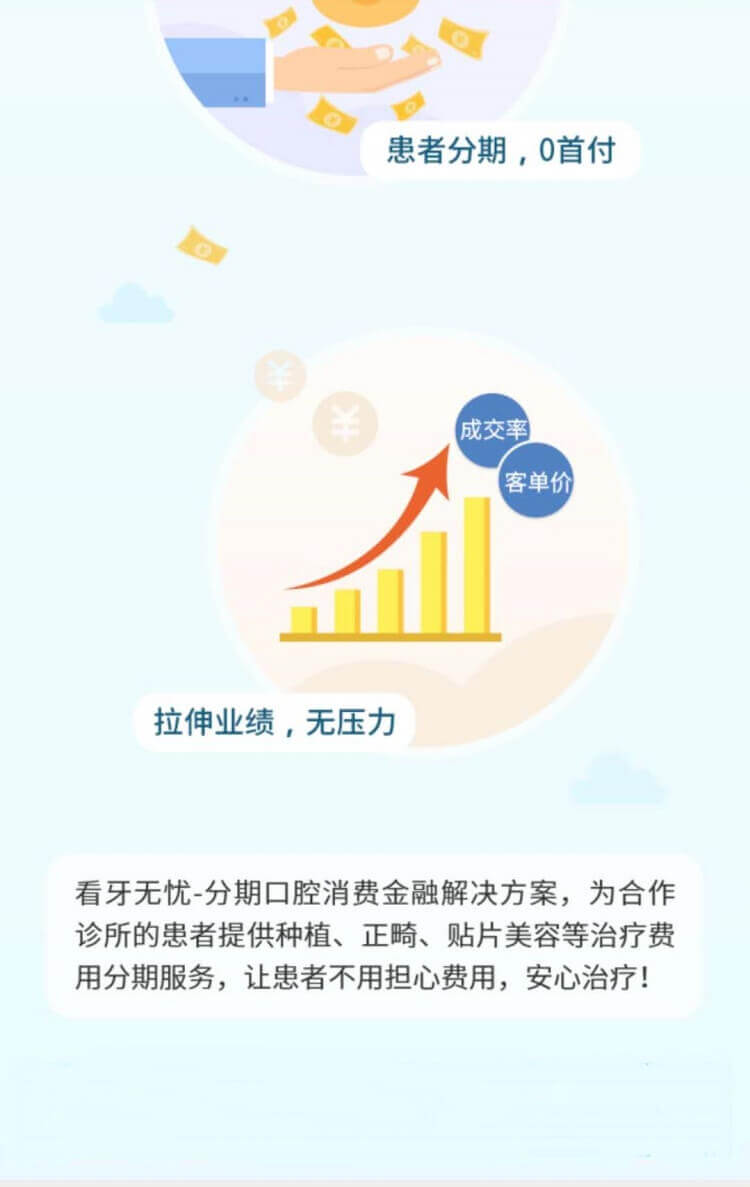 患者分期，0首付
成交率
客单价
拉伸业绩，无压力
看牙无忧-分期口腔消费金融解决方案，为合作
诊所的患者提供种植、正畸、贴片美容等治疗费
用分期服务，让患者不用担心费用，安心治疗！